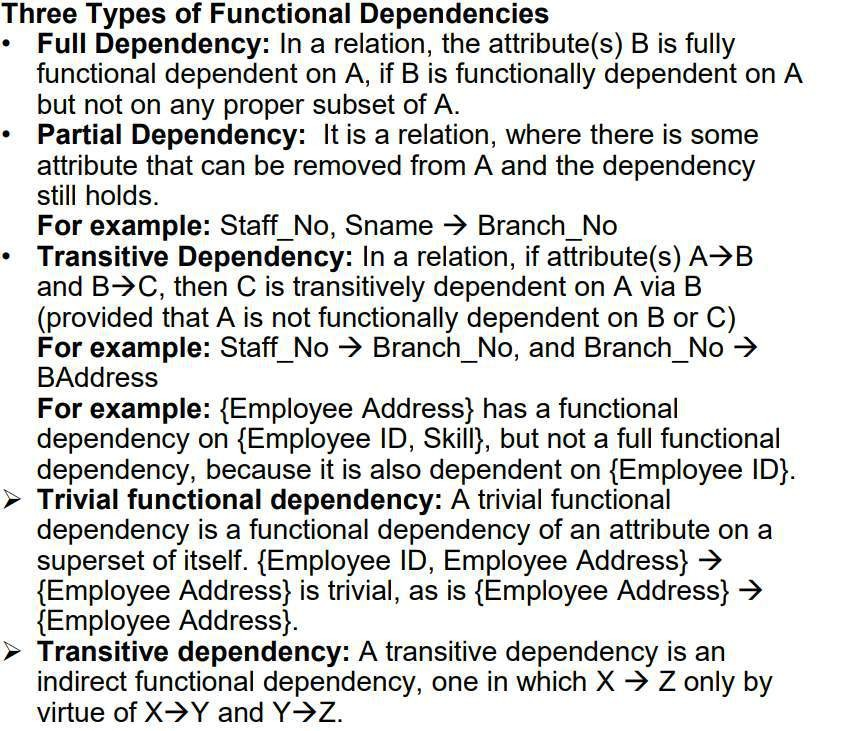 Three Types of Functional Dependencies
• Full Dependency: In a relation, the attribute(s) B is fully
functional dependent on A, if B is functionally dependent on A
but not on any proper subset of A.
• Partial Dependency:  It is a relation, where there is some
attribute that can be removed from A and the dependency
still holds.
For example: Staff_No, Sname → Branch_No
• Transitive Dependency: In a relation, if attribute(s) A→B
and B→C, then C is transitively dependent on A via B
(provided that A is not functionally dependent on B or C)
For example: Staff_No → Branch_No, and Branch_No →
BAddress
For example: {Employee Address} has a functional
dependency on {Employee ID, Skill}, but not a full functional
dependency, because it is also dependent on {Employee ID}.
➢ Trivial functional dependency: A trivial functional
dependency is a functional dependency of an attribute on a
superset of itself. {Employee ID, Employee Address} →
{Employee Address} is trivial, as is {Employee Address} →
{Employee Address}.
➢ Transitive dependency: A transitive dependency is an
indirect functional dependency, one in which X → Z only by
virtue of X→Y and Y→Z.